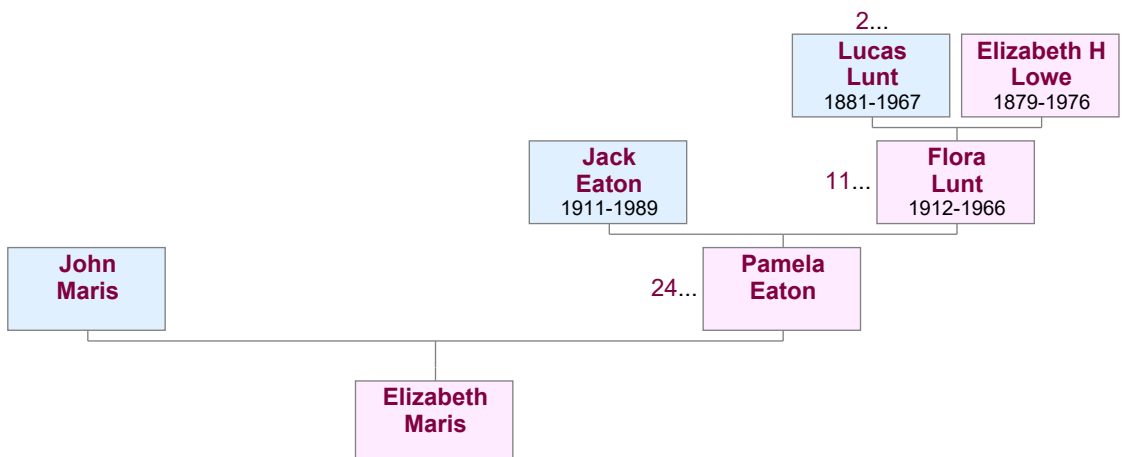 2...
Lucas
Lunt
1881-1967
Elizabeth H
Lowe
1879-1976
Jack
Eaton
1911-1989
11...
Flora
Lunt
1912-1966
John
Maris
24...
Pamela
Eaton
Elizabeth
Maris